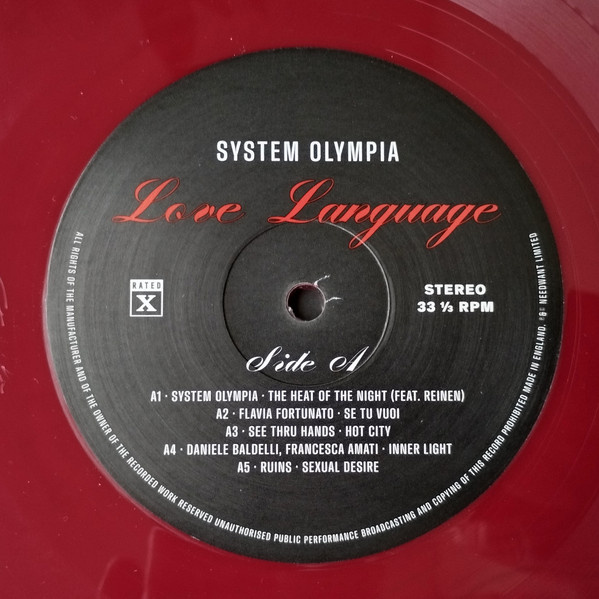 SYSTEM OLYMPIA
Love Language
RATED
X
STEREO
33 ⅓ RPM
Side A
A1 · SYSTEM OLYMPIA · THE HEAT OF THE NIGHT (FEAT. REINEN)
A2 · FLAVIA FORTUNATO · SE TU VUOI
A3 · SEE THRU HANDS · HOT CITY
A4 · DANIELE BALDELLI, FRANCESCA AMATI · INNER LIGHT
A5 · RUINS · SEXUAL DESIRE
ALL RIGHTS OF THE MANUFACTURER AND OF THE OWNER OF THE RECORDED WORK RESERVED UNAUTHORISED PUBLIC PERFORMANCE BROADCASTING AND COPYING OF THIS RECORD PROHIBITED MADE IN ENGLAND. NEEDWANT LIMITED